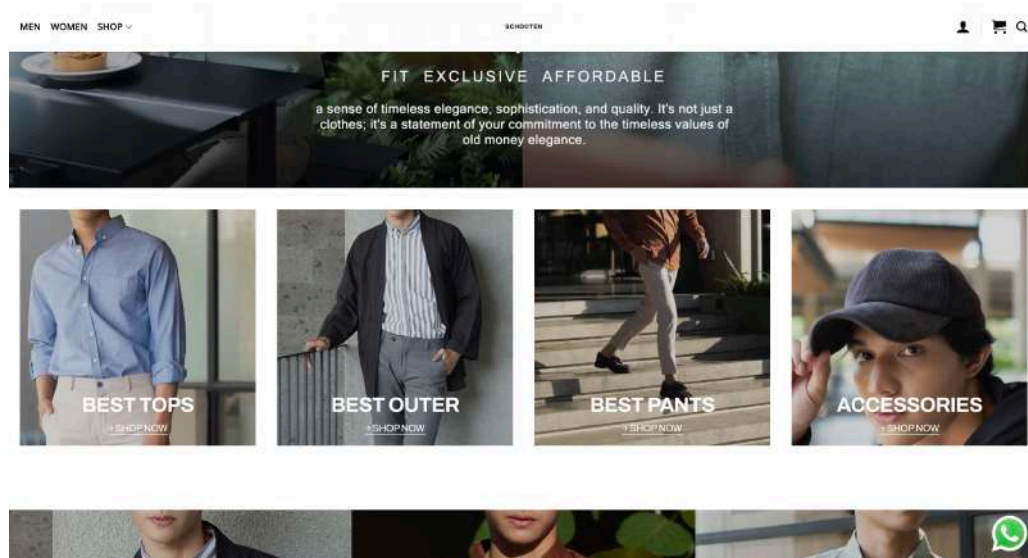 MEN WOMEN SHOP
SCHOOTEN
FIT EXCLUSIVE AFFORDABLE
a sense of timeless elegance, sophistication, and quality. It's not just a
clothes; it's a statement of your commitment to the timeless values of
old money elegance.
BEST TOPS
+SHOP NOW
BEST OUTER
+SHOP NOW
BEST PANTS
+SHOP NOW
ACCESSORIES
+SHOP NOW